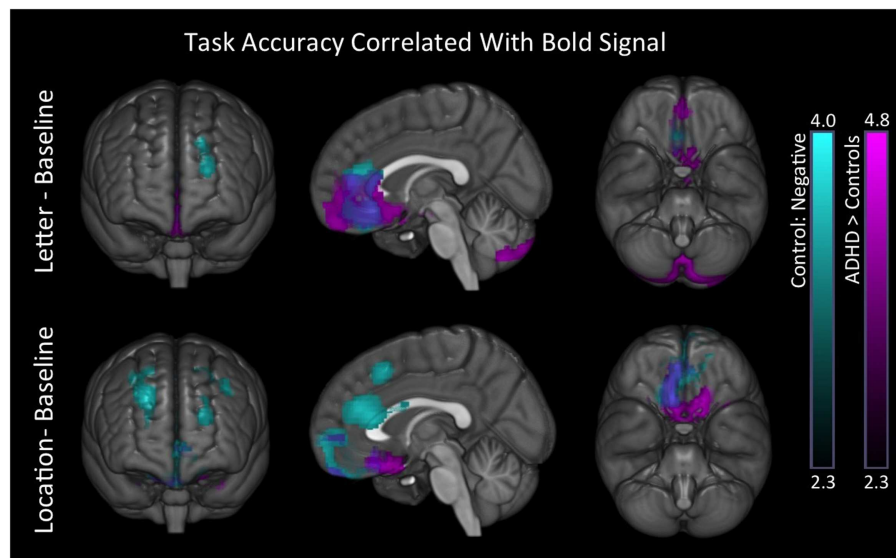 Task Accuracy Correlated With Bold Signal
Letter - Baseline
Location- Baseline
4.0
4.8
Control: Negative
ADHD > Controls
2.3
2.3